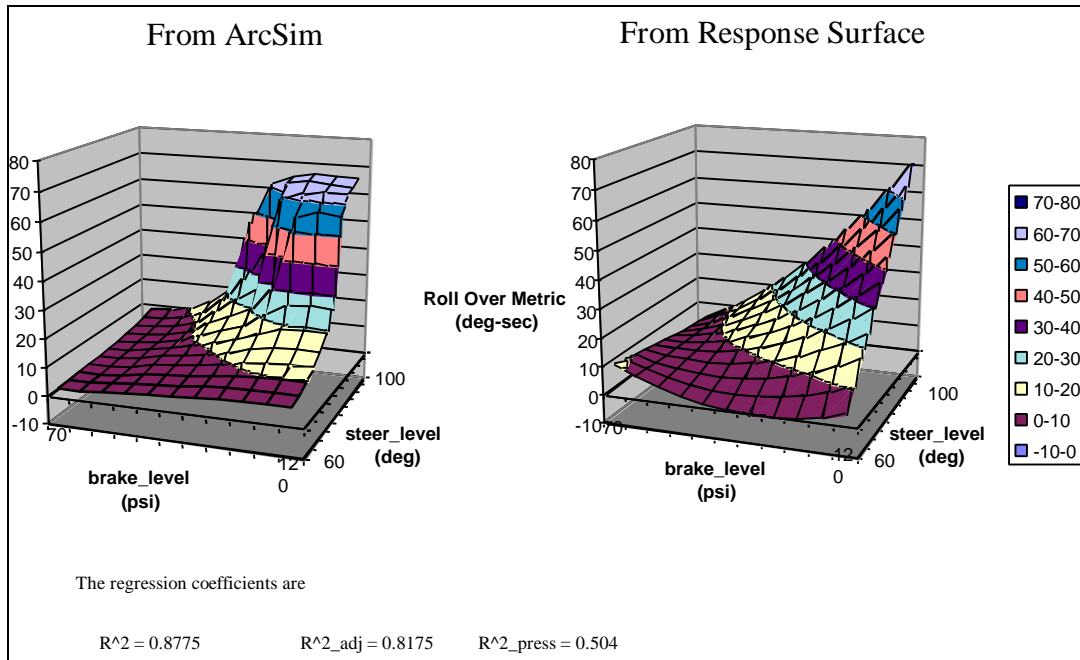 From ArcSim
From Response Surface
80
70
60
50
40
30
20
10
0
-10
70
12
0
60
100
brake_level
(psi)
steer_level
(deg)
Roll Over Metric
(deg-sec)
80
70
60
50
40
30
20
10
0
-10
70
12
0
60
100
brake_level
(psi)
steer_level
(deg)
70-80
60-70
50-60
40-50
30-40
20-30
10-20
0-10
-10-0
The regression coefficients are
R^2 = 0.8775 R^2_adj = 0.8175 R^2_press = 0.504